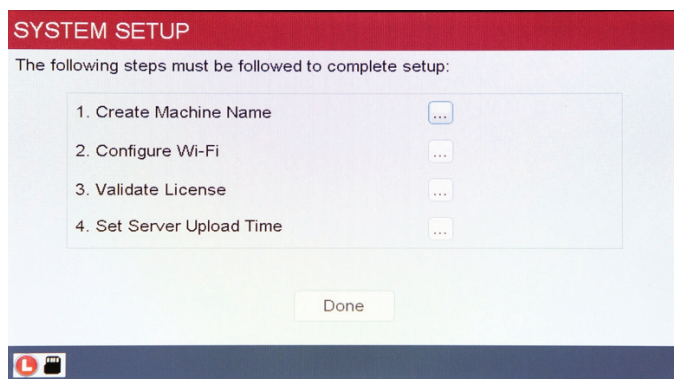 SYSTEM SETUP
The following steps must be followed to complete setup:
1. Create Machine Name ...
2. Configure Wi-Fi ...
3. Validate License ...
4. Set Server Upload Time ...
Done
L